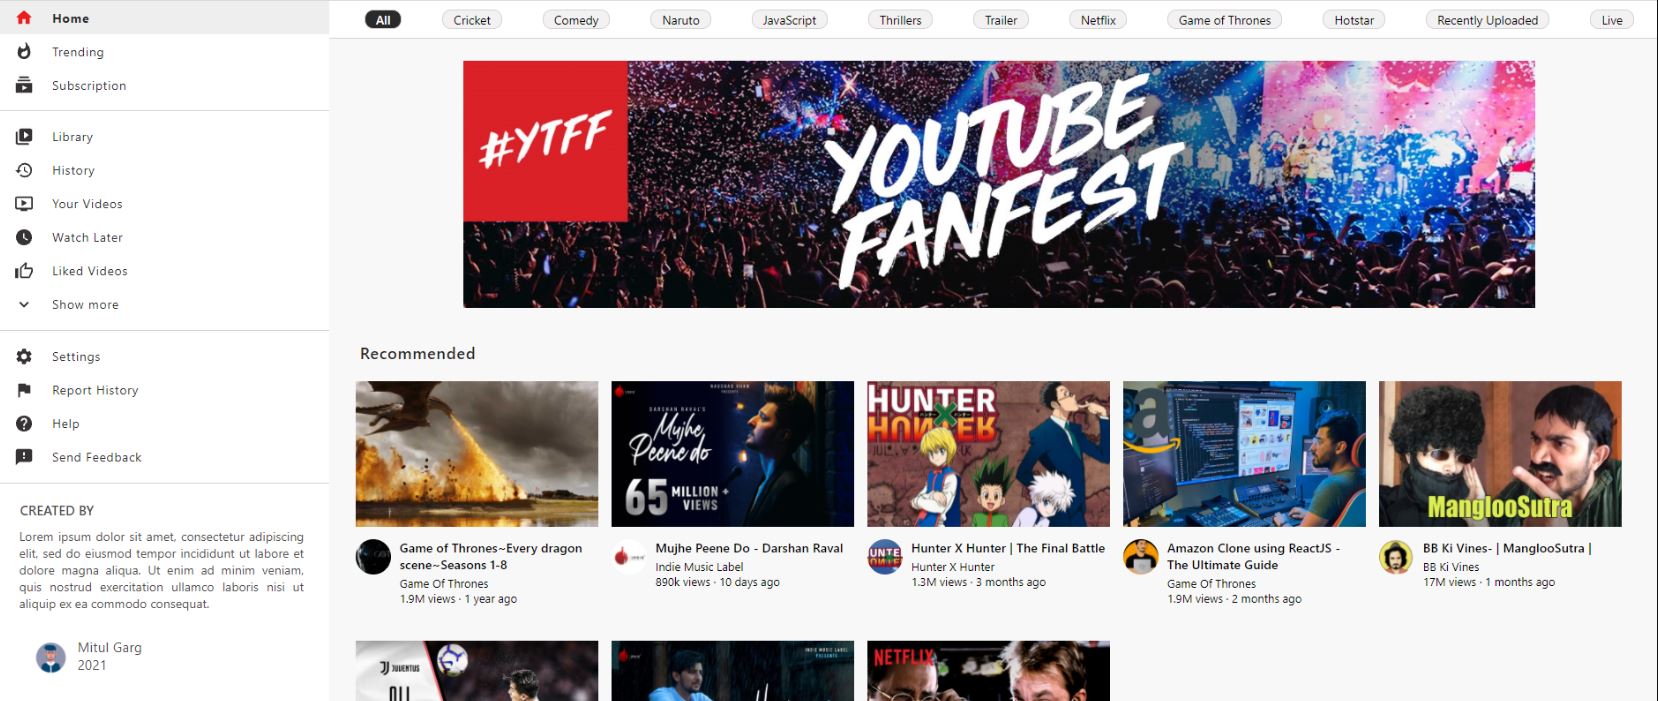 Home
Trending
Subscription
Library
History
Your Videos
Watch Later
Liked Videos
Show more
Settings
Report History
Help
Send Feedback
CREATED BY
Lorem ipsum dolor sit amet, consectetur adipiscing
elit, sed do eiusmod tempor incididunt ut labore et
dolore magna aliqua. Ut enim ad minim veniam,
quis nostrud exercitation ullamco laboris nisi ut
aliquip ex ea commodo consequat.
Mitul Garg
2021
All Cricket Comedy Naruto JavaScript Thrillers Trailer Netflix Game of Thrones Hotstar Recently Uploaded Live
#YTFF
YOUTUBE
FANFEST
Recommended
DARSHAN RAVAL'S
Mujhe
Peene do
65 MILLION +
VIEWS
HUNTER
HUNTER
ManglooSutra
Game of Thrones~Every dragon
scene~Seasons 1-8
Game Of Thrones
1.9M views · 1 year ago
Mujhe Peene Do - Darshan Raval
Indie Music Label
890k views · 10 days ago
Hunter X Hunter | The Final Battle
Hunter X Hunter
1.3M views · 3 months ago
Amazon Clone using ReactJS -
The Ultimate Guide
Game Of Thrones
1.9M views · 2 months ago
BB Ki Vines- | ManglooSutra |
BB Ki Vines
17M views · 1 months ago
JUVENTUS
INDIE MUSIC LABEL
PRESENTS
NETFLIX